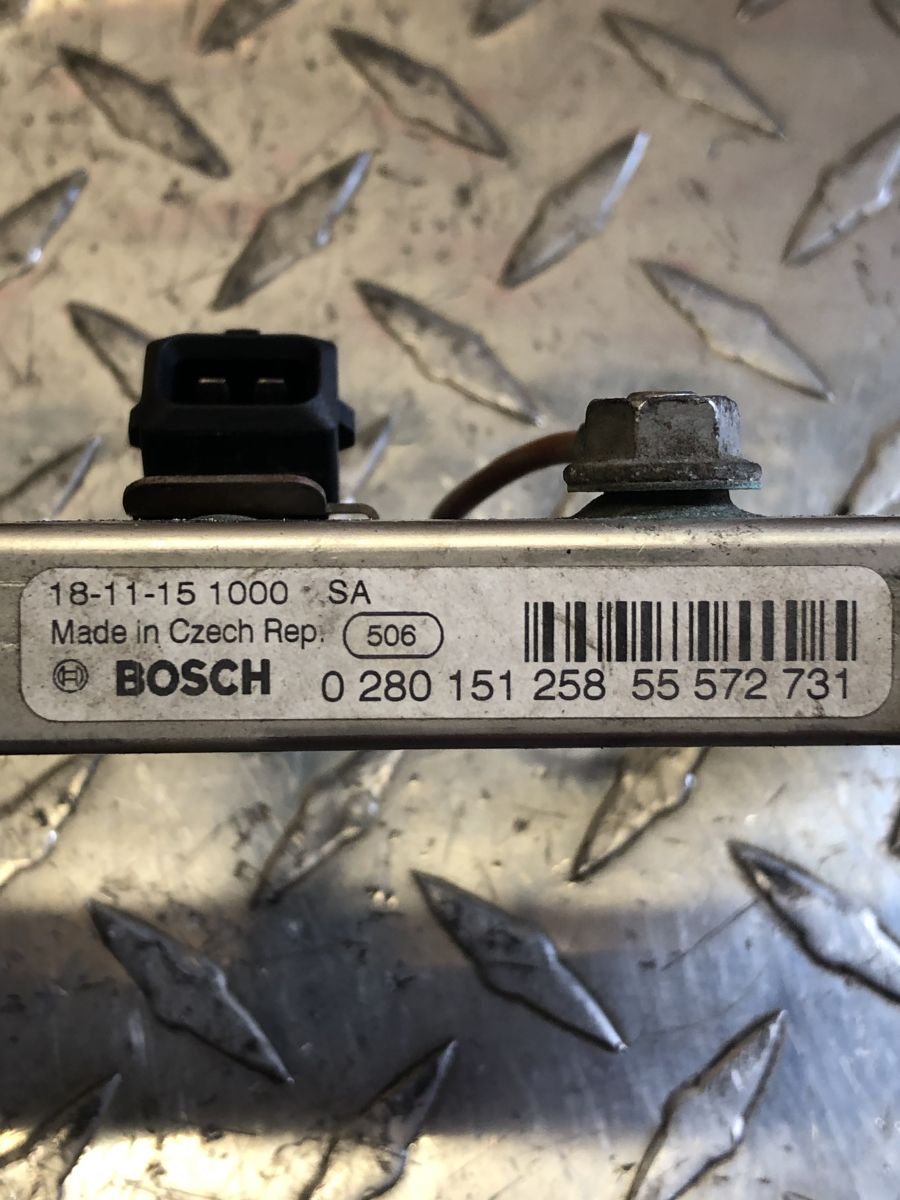 18-11-15 1000 SA
Made in Czech Rep. 506
BOSCH 0 280 151 258 55 572 731